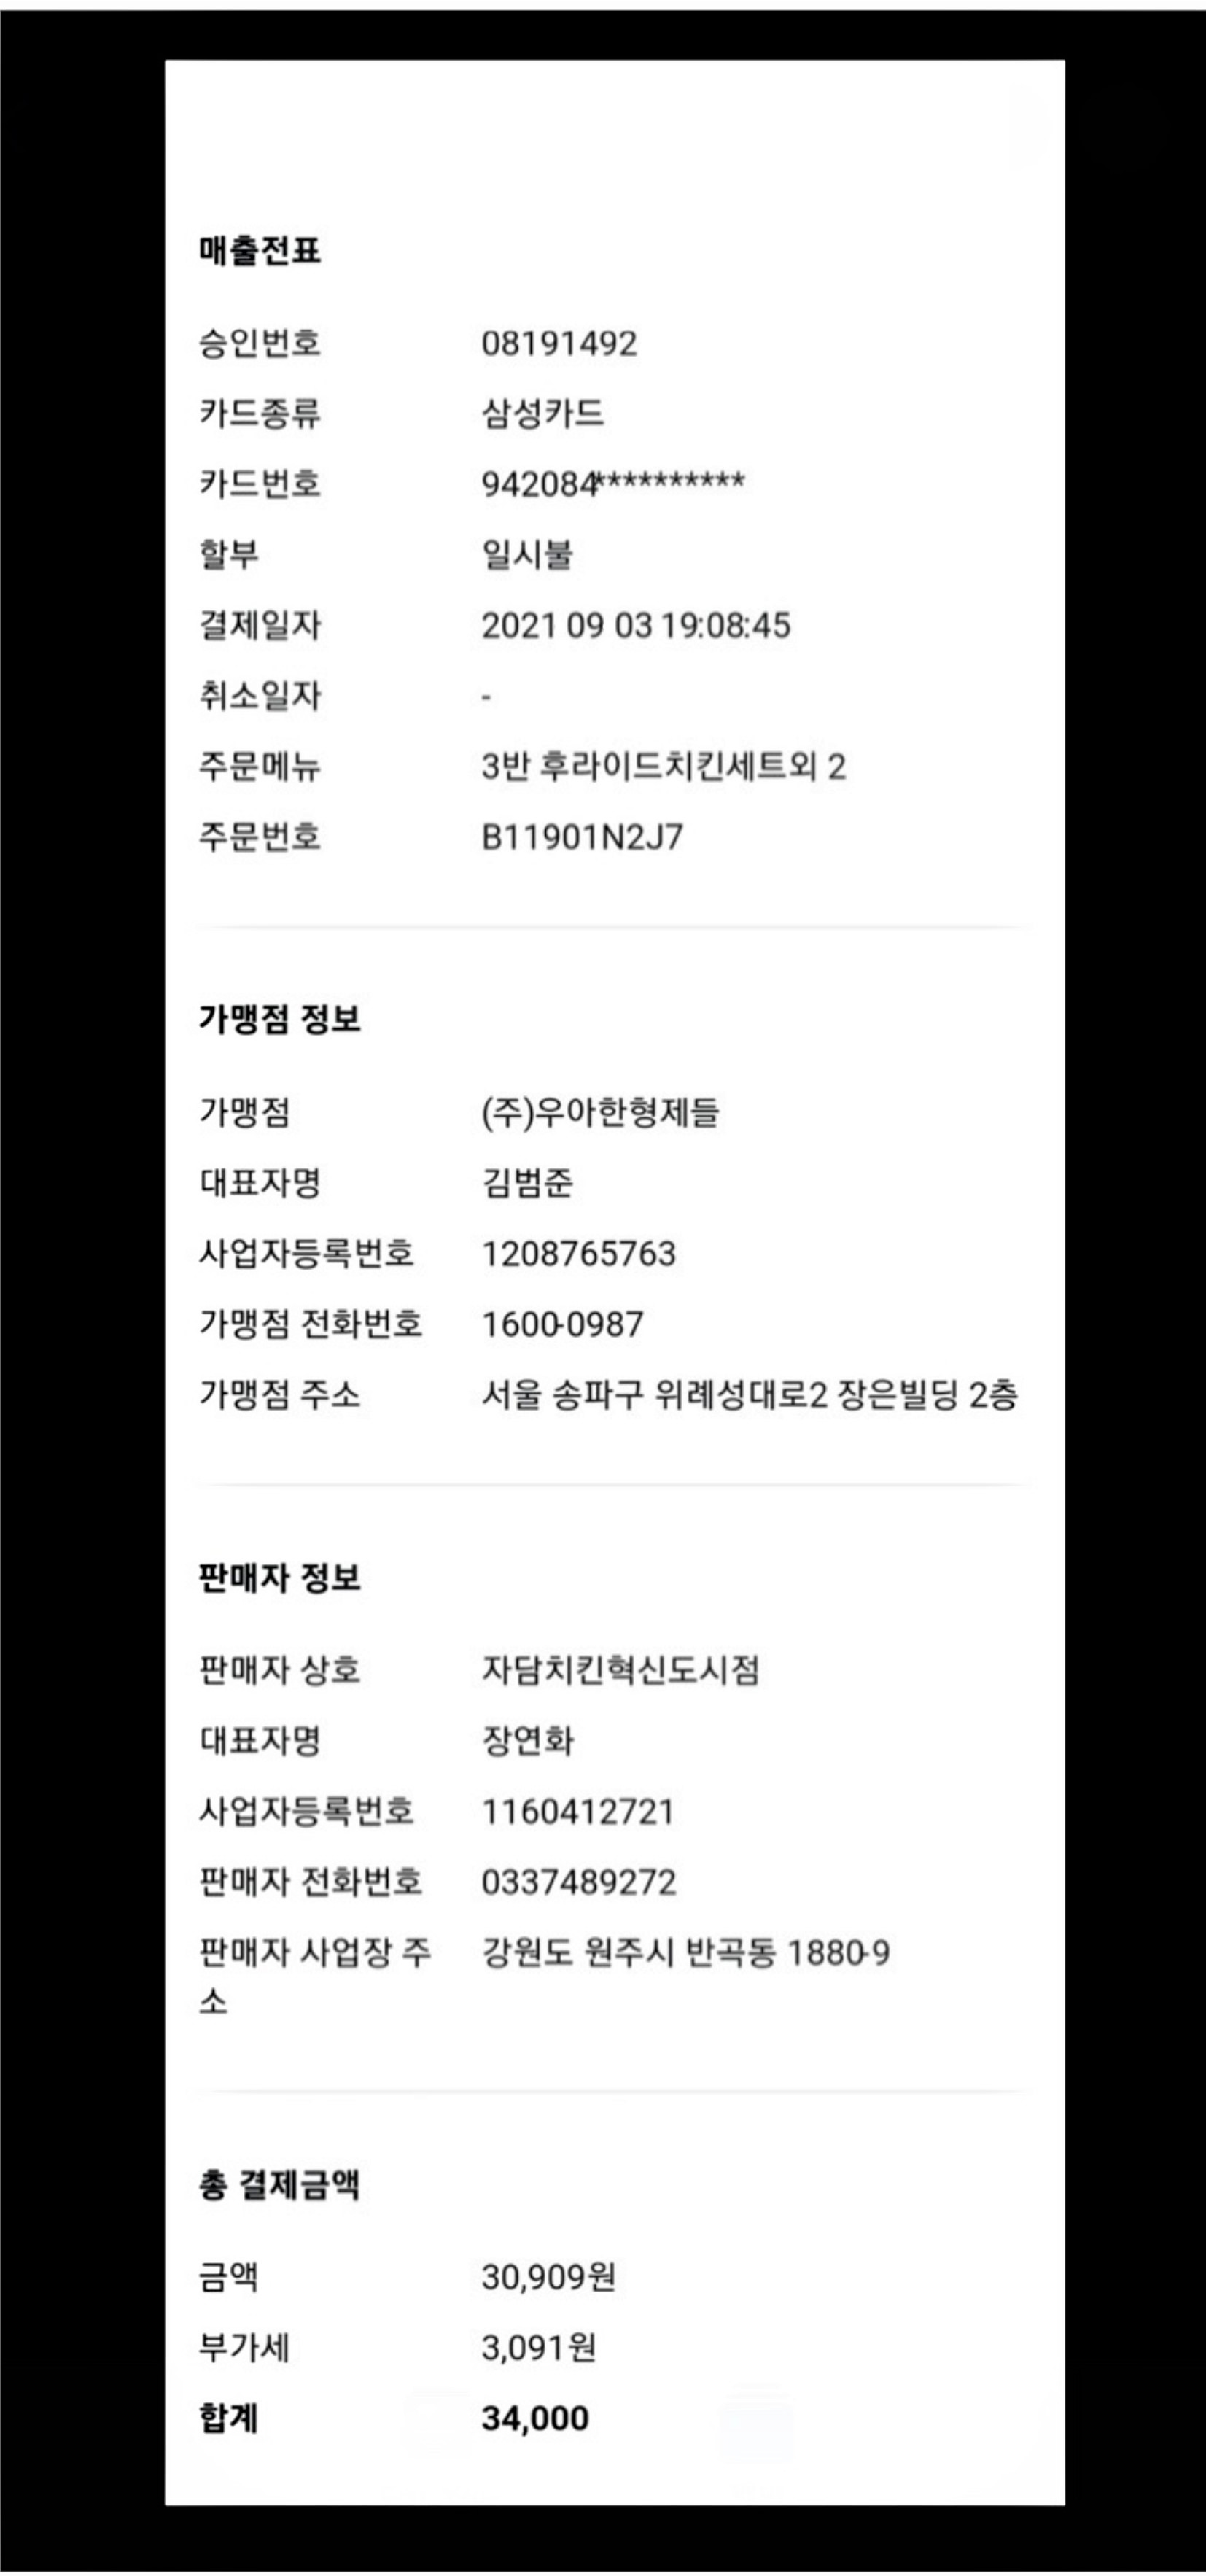 매출전표
승인번호 08191492
카드종류 삼성카드
카드번호 942084**********
할부 일시불
결제일자 2021 09 03 19:08:45
취소일자 -
주문메뉴 3반 후라이드치킨세트외 2
주문번호 B11901N2J7
가맹점 정보
가맹점 (주)우아한형제들
대표자명 김범준
사업자등록번호 1208765763
가맹점 전화번호 1600-0987
가맹점 주소 서울 송파구 위례성대로2 장은빌딩 2층
판매자 정보
판매자 상호 자담치킨혁신도시점
대표자명 장연화
사업자등록번호 1160412721
판매자 전화번호 0337489272
판매자 사업장 주 강원도 원주시 반곡동 1880-9
소
총 결제금액
금액 30,909원
부가세 3,091원
합계 34,000